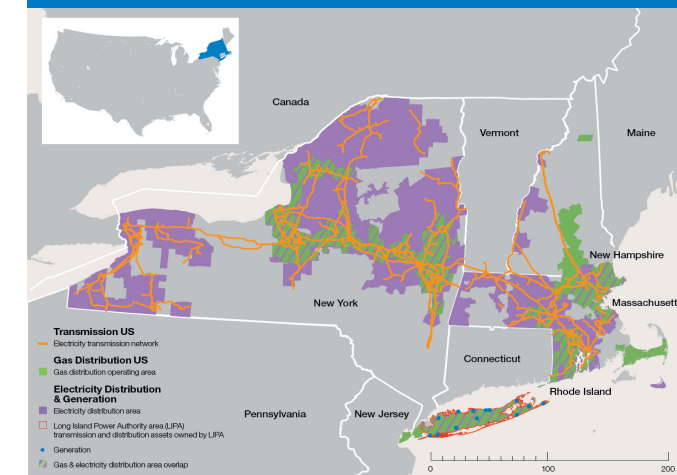 Canada
Vermont
Maine
New Hampshire
New York
Massachusett
Connecticut
Rhode Island
Pennsylvania
New Jersey
Transmission US
Electricity transmission network
Gas Distribution US
Gas distribution operating area
Electricity Distribution
& Generation
Electricity distribution area
Long Island Power Authority area (LIPA)
transmission and distribution assets owned by LIPA
Generation
Gas & electricity distribution area overlap
0 100 200